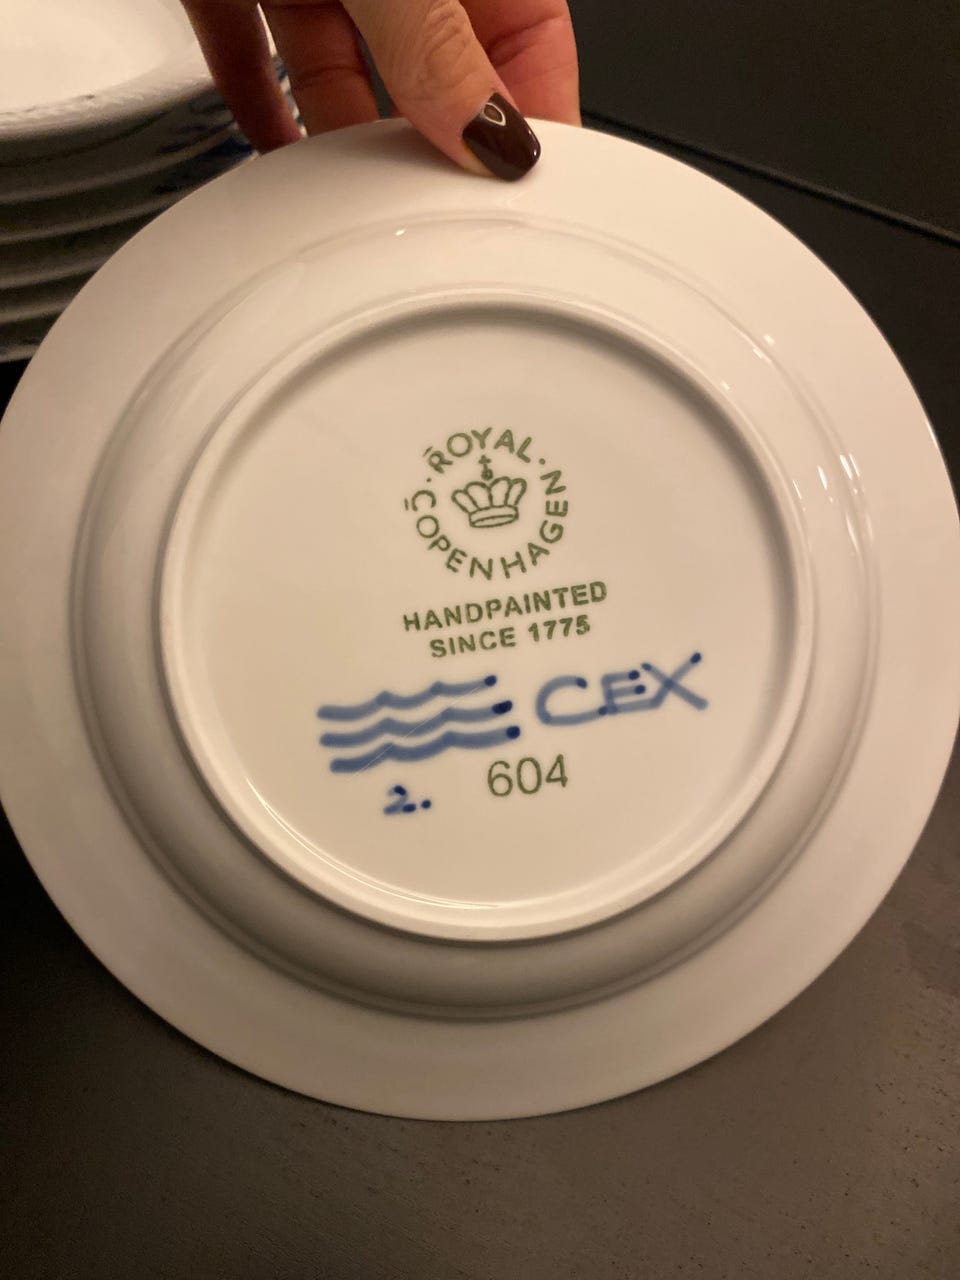 ROYAL · COPENHAGEN ·
HANDPAINTED
SINCE 1775
CEX
2. 604